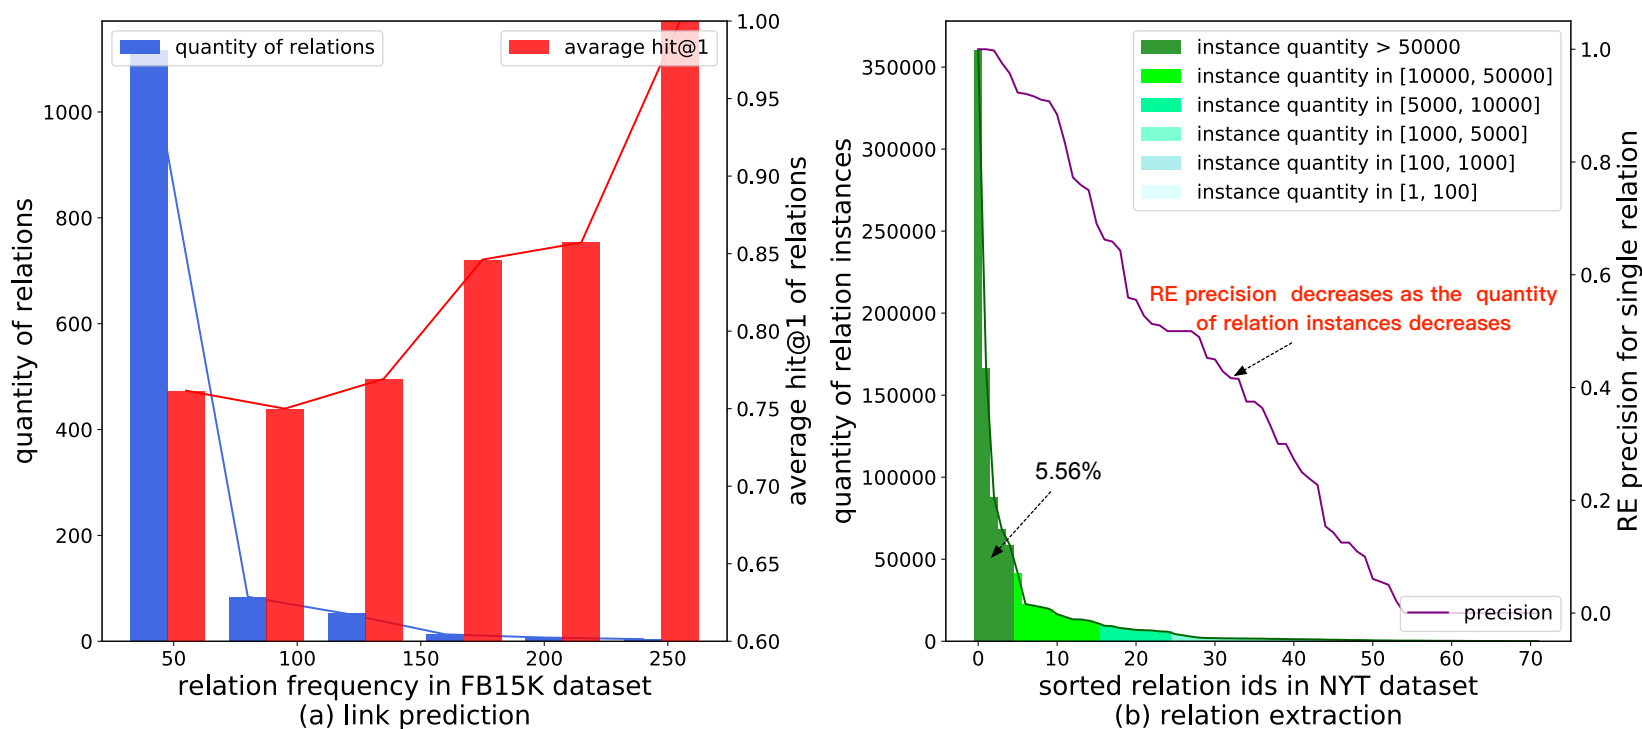 quantity of relations
avarage hit@1
1000
800
600
400
200
0
quantity of relations
1.00
0.95
0.90
0.85
0.80
0.75
0.70
0.65
0.60
average hit@1 of relations
50
100
150
200
250
relation frequency in FB15K dataset
(a) link prediction
instance quantity > 50000
instance quantity in [10000, 50000]
instance quantity in [5000, 10000]
instance quantity in [1000, 5000]
instance quantity in [100, 1000]
instance quantity in [1, 100]
350000
300000
250000
200000
150000
100000
50000
0
quantity of relation instances
RE precision decreases as the quantity
of relation instances decreases
5.56%
precision
1.0
0.8
0.6
0.4
0.2
0.0
RE precision for single relation
0
10
20
30
40
50
60
70
sorted relation ids in NYT dataset
(b) relation extraction